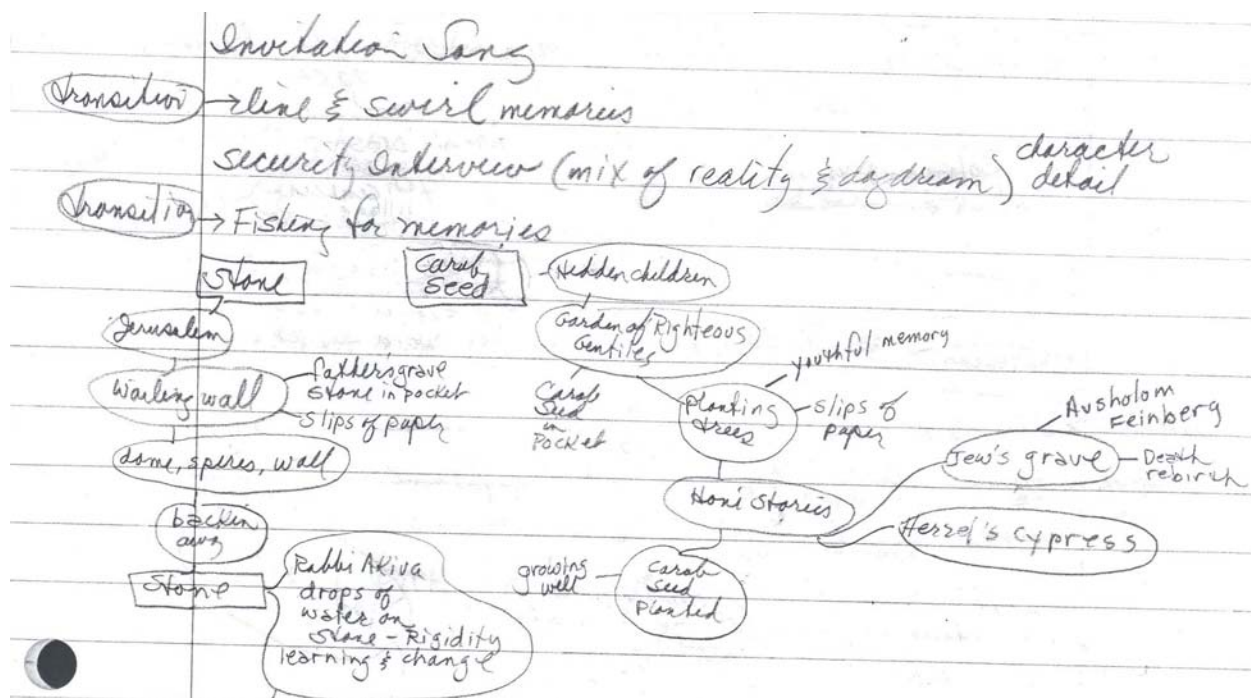 Invitation Song
Transition → line & swirl memories
Security Interview (mix of reality & daydream) character
detail
Transition → Fishing for memories
Stone
Carob
Seed
Hidden children
Jerusalem
Garden of Righteous
Gentiles
youthful memory
Wailing wall
father's grave
stone in pocket
slips of paper
Carob
Seed
in
Pocket
Planting
trees
slips of
paper
Avsholom
Feinberg
dome, spires, wall
Jew's grave
Death
rebirth
Honi Stories
Herzel's Cypress
backin
away
Stone
Rabbi Akiva
drops of
water on
Stone - Rigidity
learning & change
growing
well
Carob
Seed
Planted